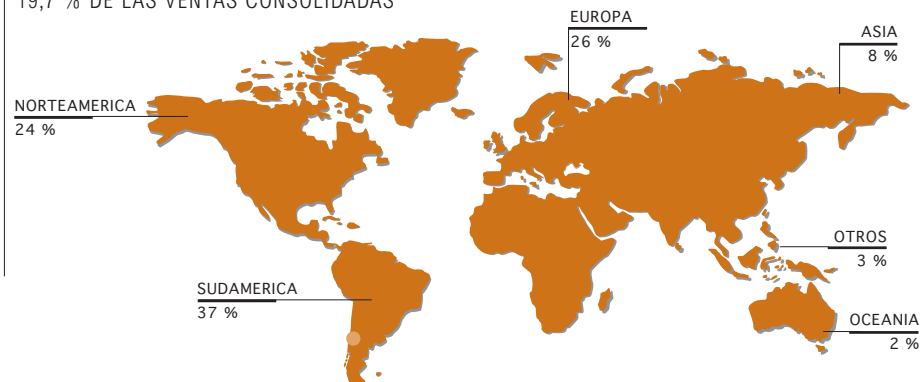 19,7 % DE LAS VENTAS CONSOLIDADAS
EUROPA
26 %
ASIA
8 %
NORTEAMERICA
24 %
OTROS
3 %
SUDAMERICA
37 %
OCEANIA
2 %